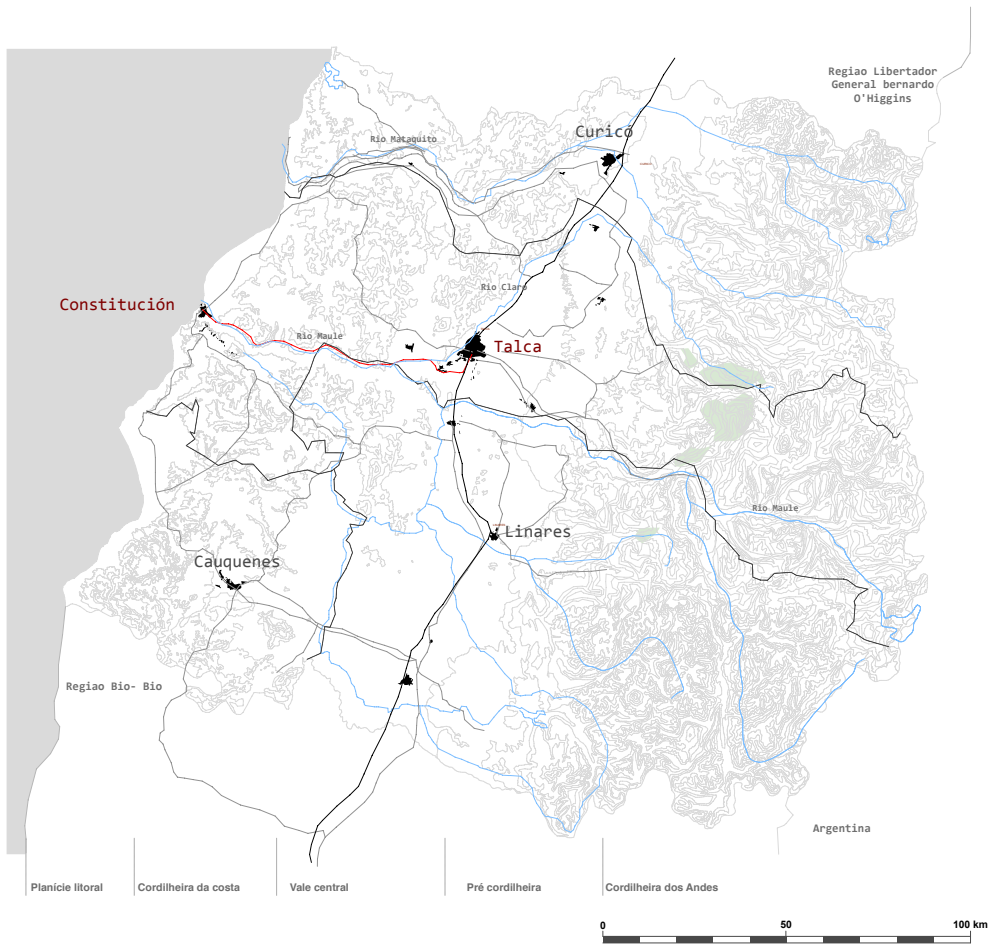 Regiao Libertador
General bernardo
O'Higgins
Curicó
Rio Mataquito
Rio Claro
Constitución
Rio Maule
Talca
Rio Maule
Linares
Cauquenes
Regiao Bio- Bio
Argentina
Planície litoral
Cordilheira da costa
Vale central
Pré cordilheira
Cordilheira dos Andes
0
50
100 km